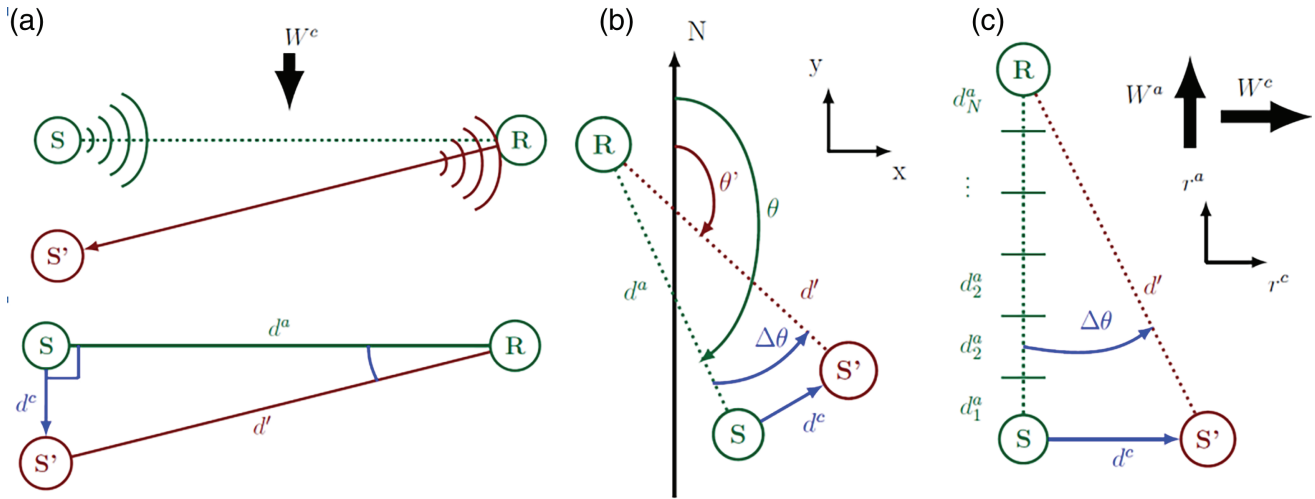 (a)
W^c
S
R
S'
S
d^a
R
d^c
d'
S'
(b)
N
y
x
R
θ'
θ
d^a
d'
Δθ
S'
d^c
S
(c)
R
d^a_N
W^a
W^c
⋮
r^a
r^c
d^a_2
d'
Δθ
d^a_2
d^a_1
S
S'
d^c